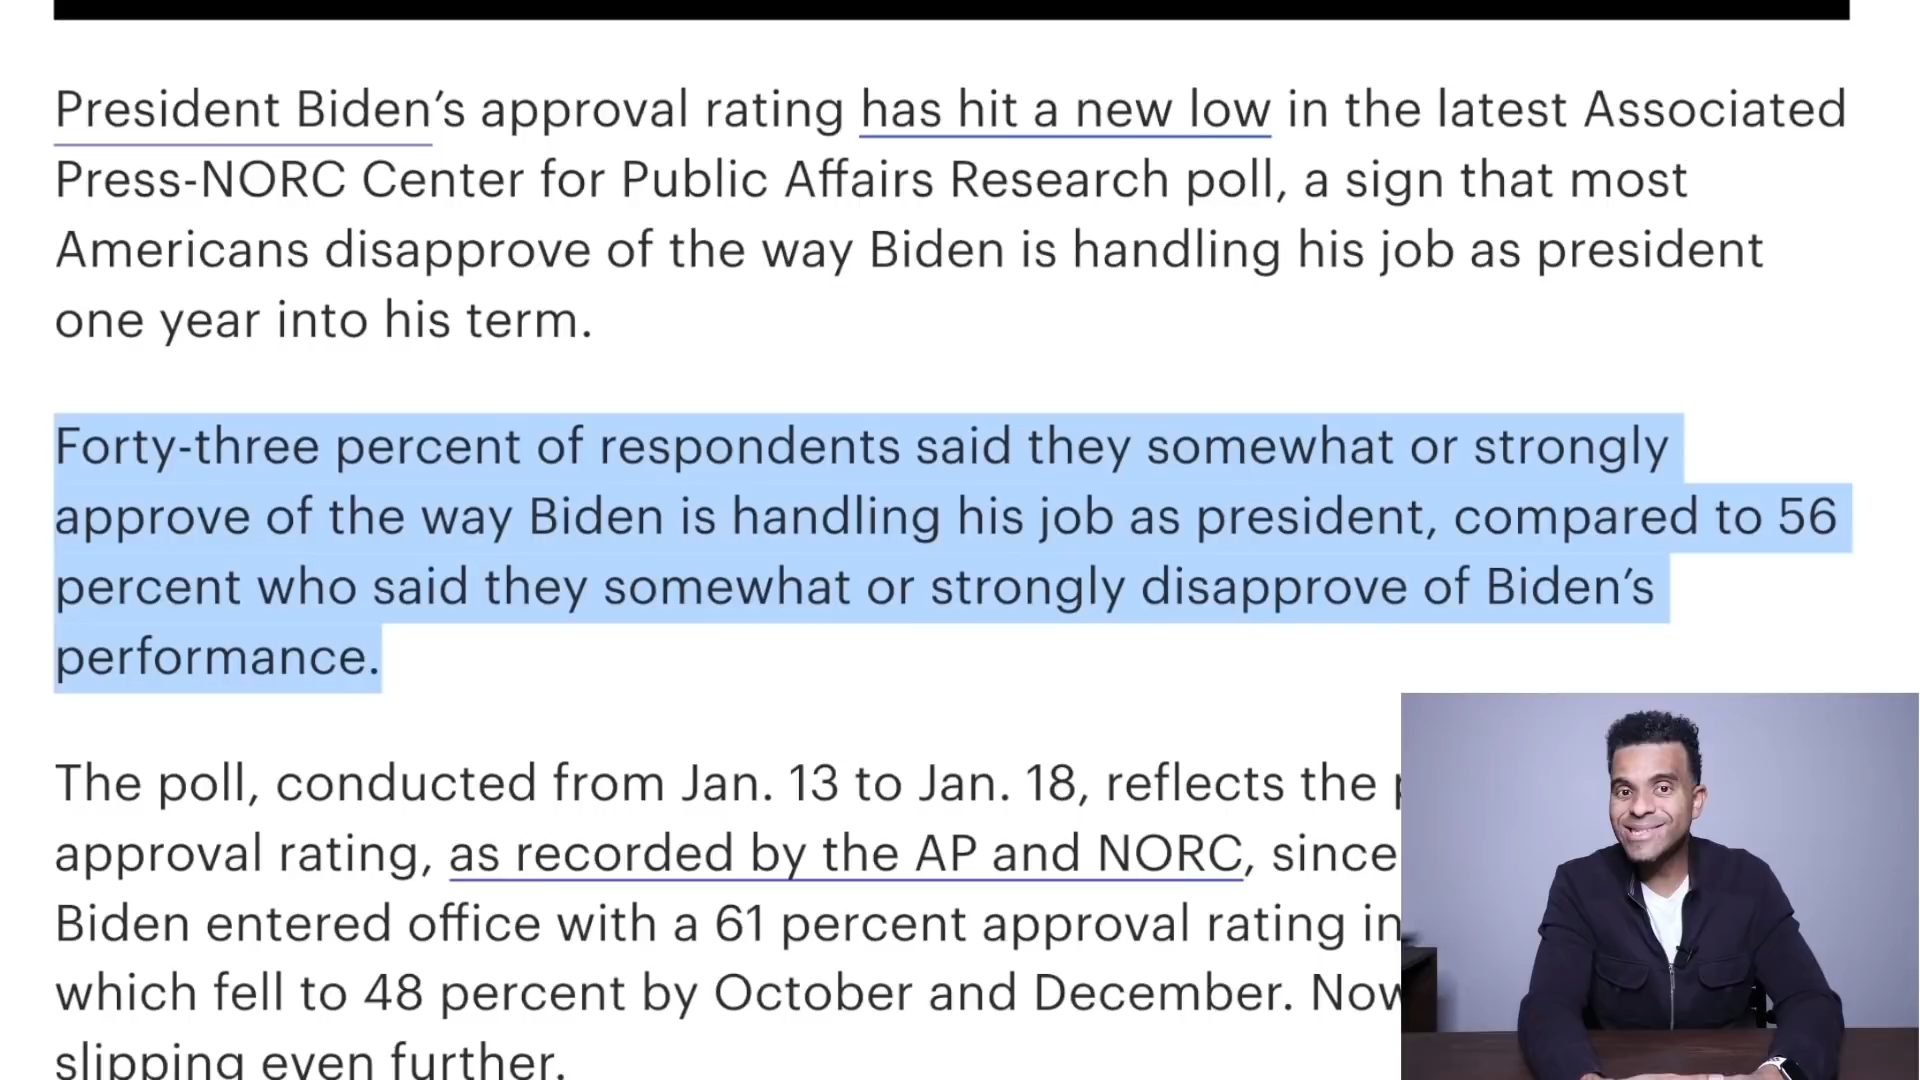 President Biden’s approval rating has hit a new low in the latest Associated
Press-NORC Center for Public Affairs Research poll, a sign that most
Americans disapprove of the way Biden is handling his job as president
one year into his term.
Forty-three percent of respondents said they somewhat or strongly
approve of the way Biden is handling his job as president, compared to 56
percent who said they somewhat or strongly disapprove of Biden’s
performance.
The poll, conducted from Jan. 13 to Jan. 18, reflects the
approval rating, as recorded by the AP and NORC, since
Biden entered office with a 61 percent approval rating in
which fell to 48 percent by October and December. Now
slipping even further.